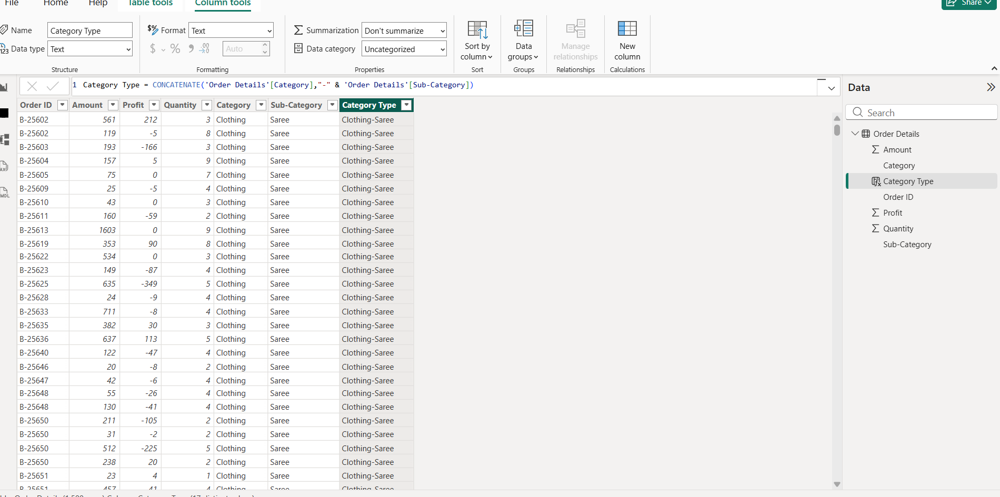 File Home Help Table tools Column tools Share
Name Category Type
Data type Text
Structure
Format Text
$ % Auto
Formatting
Summarization Don't summarize
Data category Uncategorized
Properties
Sort by column
Sort
Data groups
Groups
Manage relationships
Relationships
New column
Calculations
1 Category Type = CONCATENATE('Order Details'[Category],"-" & 'Order Details'[Sub-Category])
Order ID Amount Profit Quantity Category Sub-Category Category Type
B-25602 561 212 3 Clothing Saree Clothing-Saree
B-25602 119 -5 8 Clothing Saree Clothing-Saree
B-25603 193 -166 3 Clothing Saree Clothing-Saree
B-25604 157 5 9 Clothing Saree Clothing-Saree
B-25605 75 0 7 Clothing Saree Clothing-Saree
B-25609 25 -5 4 Clothing Saree Clothing-Saree
B-25610 43 0 3 Clothing Saree Clothing-Saree
B-25611 160 -59 2 Clothing Saree Clothing-Saree
B-25613 1603 0 9 Clothing Saree Clothing-Saree
B-25619 353 90 8 Clothing Saree Clothing-Saree
B-25622 534 0 3 Clothing Saree Clothing-Saree
B-25623 149 -87 4 Clothing Saree Clothing-Saree
B-25625 635 -349 5 Clothing Saree Clothing-Saree
B-25628 24 -9 4 Clothing Saree Clothing-Saree
B-25633 711 -8 4 Clothing Saree Clothing-Saree
B-25635 382 30 3 Clothing Saree Clothing-Saree
B-25636 637 113 5 Clothing Saree Clothing-Saree
B-25640 122 -47 4 Clothing Saree Clothing-Saree
B-25646 20 -8 2 Clothing Saree Clothing-Saree
B-25647 42 -6 4 Clothing Saree Clothing-Saree
B-25648 55 -26 4 Clothing Saree Clothing-Saree
B-25648 130 -41 4 Clothing Saree Clothing-Saree
B-25650 211 -105 2 Clothing Saree Clothing-Saree
B-25650 31 -2 2 Clothing Saree Clothing-Saree
B-25650 512 -225 5 Clothing Saree Clothing-Saree
B-25650 238 20 2 Clothing Saree Clothing-Saree
B-25651 23 4 1 Clothing Saree Clothing-Saree
Data
Search
Order Details
Amount
Category
Category Type
Order ID
Profit
Quantity
Sub-Category